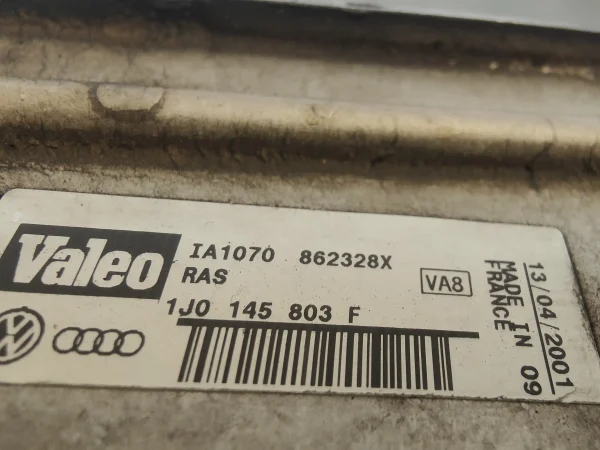 Valeo
IA1070 862328X
RAS
VA8
1J0 145 803 F
13/04/2001
MADE IN 09
FRANCE